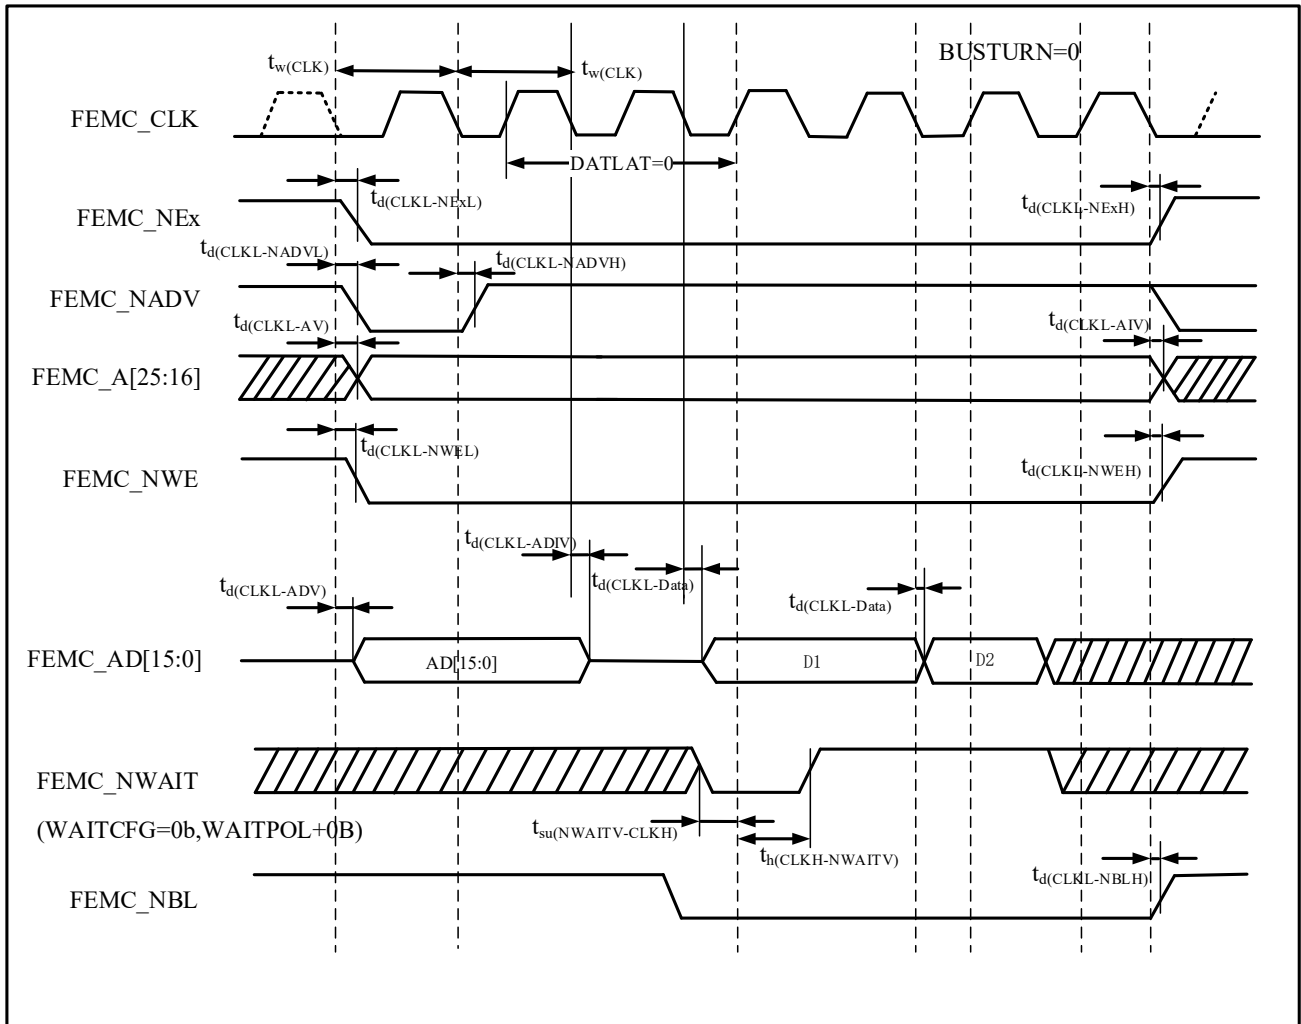 BUSTURN=0
tw(CLK)
tw(CLK)
FEMC_CLK
DATLAT=0
td(CLKL-NExL)
td(CLKL-NExH)
FEMC_NEx
td(CLKL-NADVL)
td(CLKL-NADVH)
FEMC_NADV
td(CLKL-AV)
td(CLKL-AIV)
FEMC_A[25:16]
td(CLKL-NWEL)
td(CLKL-NWEH)
FEMC_NWE
td(CLKL-ADIV)
td(CLKL-ADV)
td(CLKL-Data)
td(CLKL-Data)
FEMC_AD[15:0]
AD[15:0]
D1
D2
FEMC_NWAIT
(WAITCFG=0b,WAITPOL+0B)
tsu(NWAITV-CLKH)
th(CLKH-NWAITV)
td(CLKL-NBLH)
FEMC_NBL